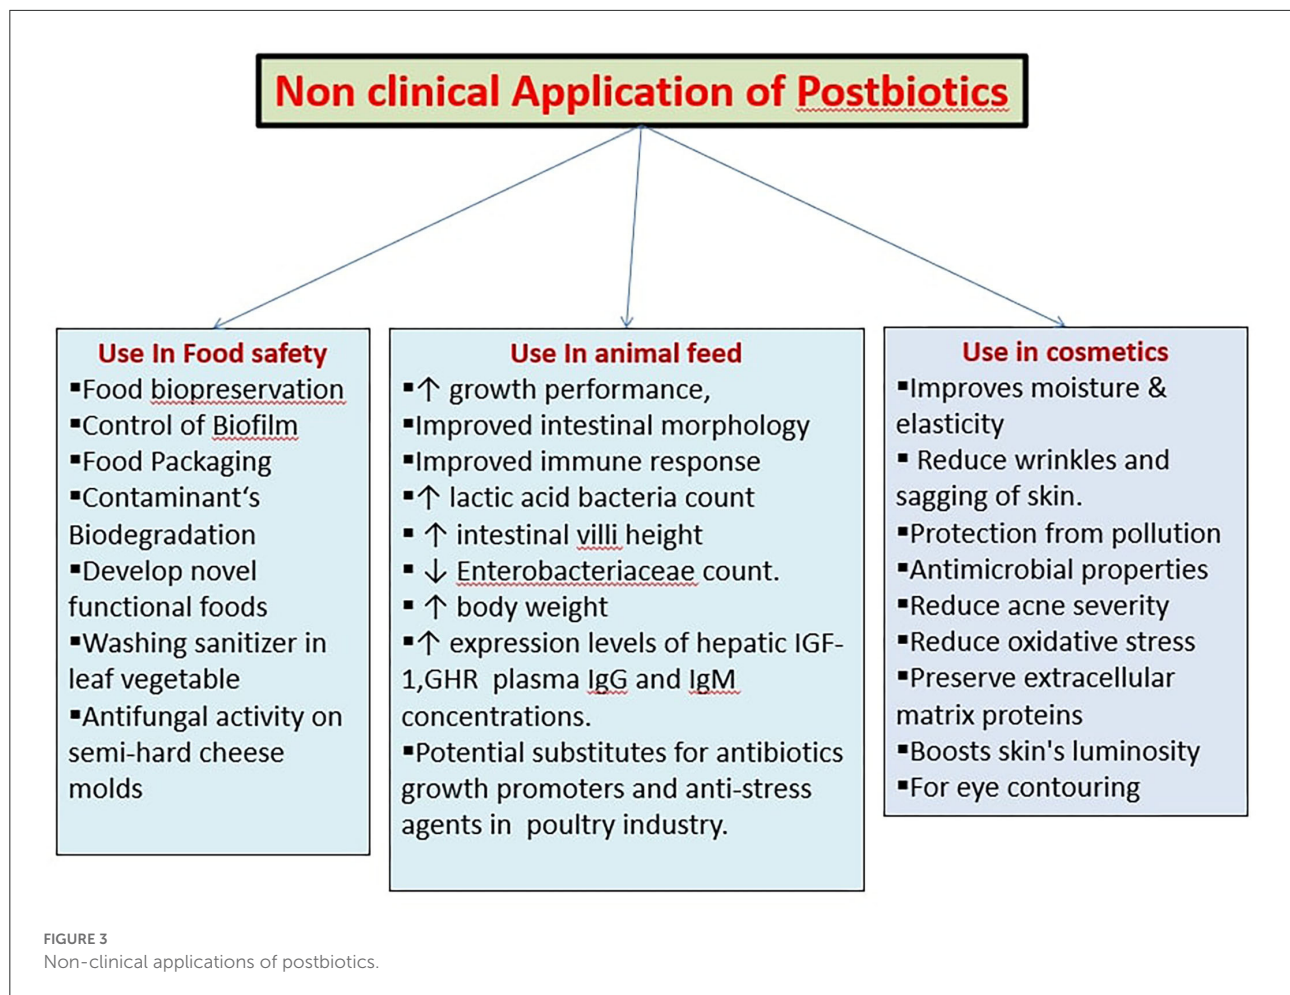 Non clinical Application of Postbiotics
Use In Food safety
▪Food biopreservation
▪Control of Biofilm
▪Food Packaging
▪Contaminant‘s
Biodegradation
▪Develop novel
functional foods
▪Washing sanitizer in
leaf vegetable
▪Antifungal activity on
semi-hard cheese
molds
Use In animal feed
▪↑ growth performance,
▪Improved intestinal morphology
▪Improved immune response
▪↑ lactic acid bacteria count
▪ ↑ intestinal villi height
▪ ↓ Enterobacteriaceae count.
▪ ↑ body weight
▪↑ expression levels of hepatic IGF-
1,GHR plasma IgG and IgM
concentrations.
▪Potential substitutes for antibiotics
growth promoters and anti-stress
agents in poultry industry.
Use in cosmetics
▪Improves moisture &
elasticity
▪ Reduce wrinkles and
sagging of skin.
▪Protection from pollution
▪Antimicrobial properties
▪Reduce acne severity
▪Reduce oxidative stress
▪Preserve extracellular
matrix proteins
▪Boosts skin's luminosity
▪For eye contouring
FIGURE 3
Non-clinical applications of postbiotics.